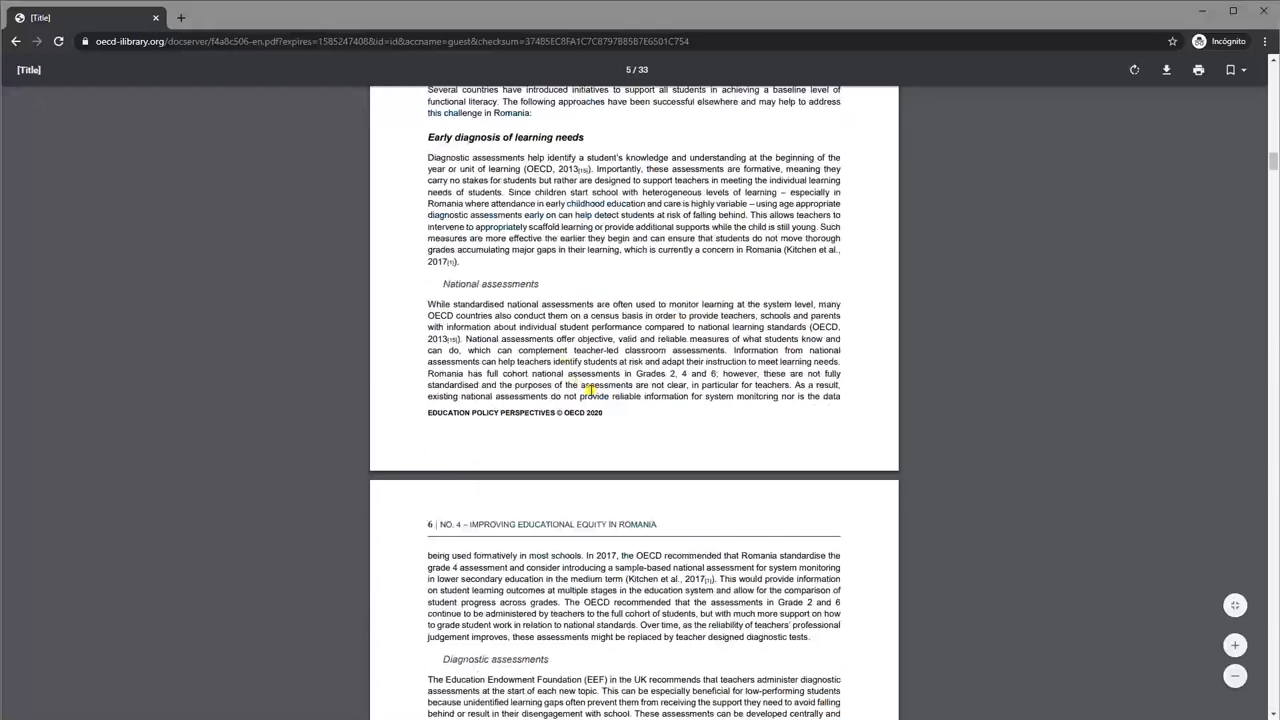 [Title]
oecd-ilibrary.org/docserver/f4a8c506-en.pdf?expires=1585247408&id=id&accname=guest&checksum=374B5EC8FA1C7C8797B85B7E6501C754
Incógnito
[Title]
5 / 33
Several countries have introduced initiatives to support all students in achieving a baseline level of
functional literacy. The following approaches have been successful elsewhere and may help to address
this challenge in Romania:
Early diagnosis of learning needs
Diagnostic assessments help identify a student's knowledge and understanding at the beginning of the
year or unit of learning (OECD, 2013[15]). Importantly, these assessments are formative, meaning they
carry no stakes for students but rather are designed to support teachers in meeting the individual learning
needs of students. Since children start school with heterogeneous levels of learning – especially in
Romania where attendance in early childhood education and care is highly variable – using age appropriate
diagnostic assessments early on can help detect students at risk of falling behind. This allows teachers to
intervene to appropriately scaffold learning or provide additional supports while the child is still young. Such
measures are more effective the earlier they begin and can ensure that students do not move thorough
grades accumulating major gaps in their learning, which is currently a concern in Romania (Kitchen et al.,
2017[1]).
National assessments
While standardised national assessments are often used to monitor learning at the system level, many
OECD countries also conduct them on a census basis in order to provide teachers, schools and parents
with information about individual student performance compared to national learning standards (OECD,
2013[15]). National assessments offer objective, valid and reliable measures of what students know and
can do, which can complement teacher-led classroom assessments. Information from national
assessments can help teachers identify students at risk and adapt their instruction to meet learning needs.
Romania has full cohort national assessments in Grades 2, 4 and 6; however, these are not fully
standardised and the purposes of the assessments are not clear, in particular for teachers. As a result,
existing national assessments do not provide reliable information for system monitoring nor is the data
EDUCATION POLICY PERSPECTIVES © OECD 2020
6 | NO. 4 – IMPROVING EDUCATIONAL EQUITY IN ROMANIA
being used formatively in most schools. In 2017, the OECD recommended that Romania standardise the
grade 4 assessment and consider introducing a sample-based national assessment for system monitoring
in lower secondary education in the medium term (Kitchen et al., 2017[1]). This would provide information
on student learning outcomes at multiple stages in the education system and allow for the comparison of
student progress across grades. The OECD recommended that the assessments in Grade 2 and 6
continue to be administered by teachers to the full cohort of students, but with much more support on how
to grade student work in relation to national standards. Over time, as the reliability of teachers' professional
judgement improves, these assessments might be replaced by teacher designed diagnostic tests.
Diagnostic assessments
The Education Endowment Foundation (EEF) in the UK recommends that teachers administer diagnostic
assessments at the start of each new topic. This can be especially beneficial for low-performing students
because unidentified learning gaps often prevent them from receiving the support they need to avoid falling
behind or result in their disengagement with school. These assessments can be developed centrally and